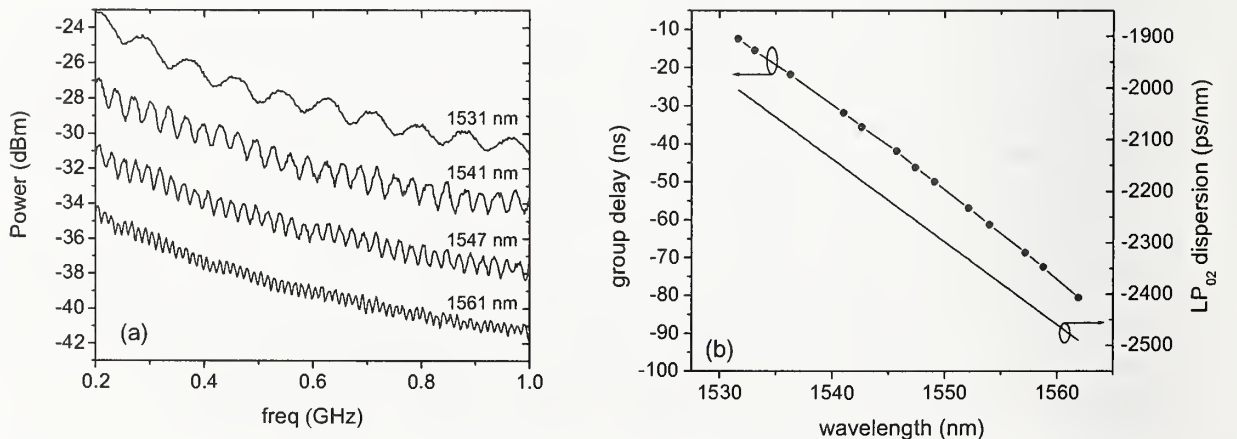 -24
-26
-28
-30
-32
-34
-36
-38
-40
-42
Power (dBm)
1531 nm
1541 nm
1547 nm
1561 nm
(a)
0.2 0.4 0.6 0.8 1.0
freq (GHz)
-5
-10
-20
-30
-40
-50
-60
-70
-80
-90
-100
group delay (ns)
(b)
1530 1540 1550 1560
wavelength (nm)
-1900
-2000
-2100
-2200
-2300
-2400
-2500
LP02 dispersion (ps/nm)